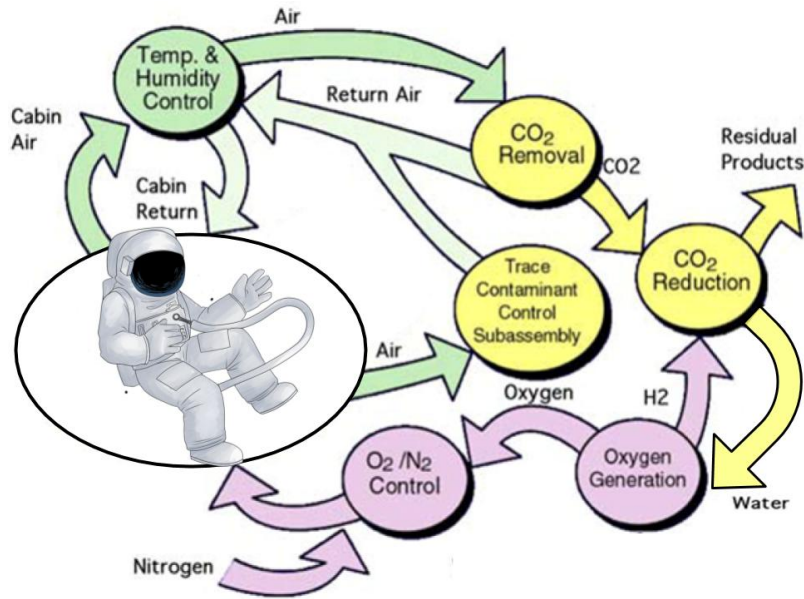 Air
Temp. &
Humidity
Control
Return Air
Cabin
Air
CO2
Removal
CO2
Residual
Products
Cabin
Return
CO2
Reduction
Trace
Contaminant
Control
Subassembly
Air
Oxygen
H2
O2 /N2
Control
Oxygen
Generation
Water
Nitrogen